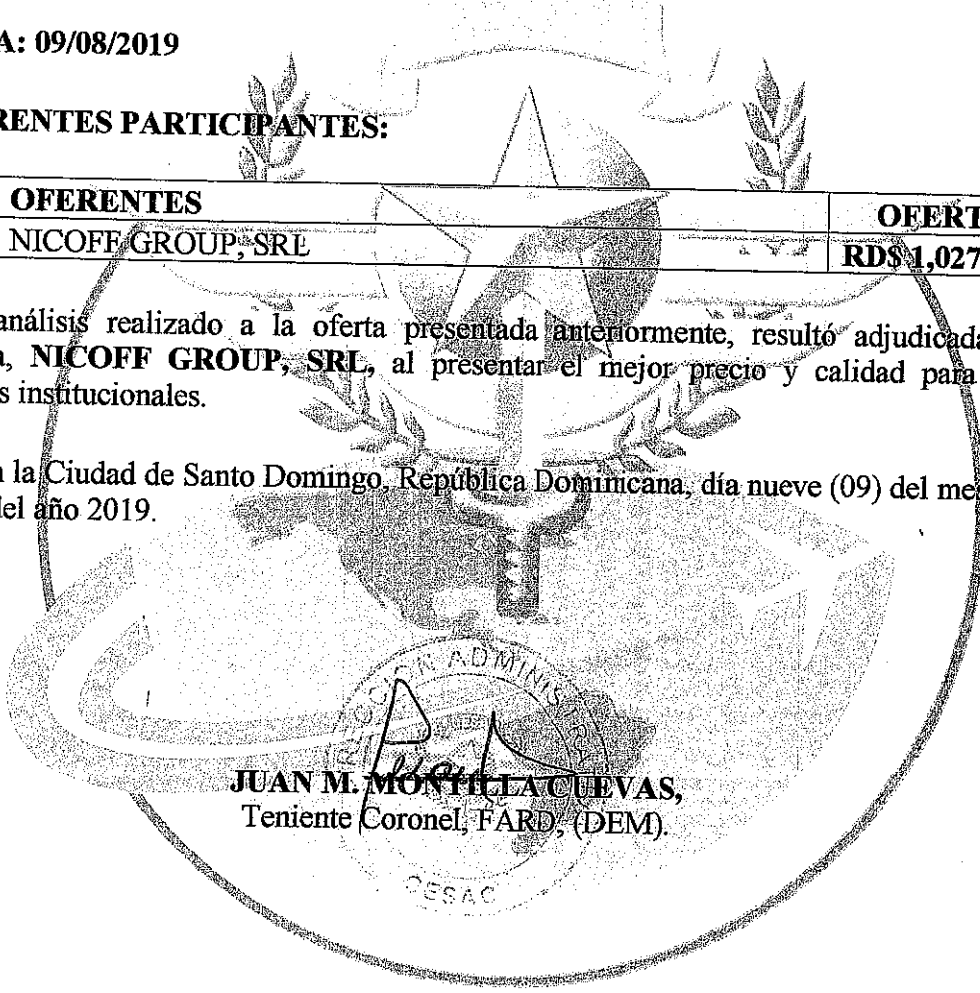 A: 09/08/2019
RENTES PARTICIPANTES:
OFERENTES OFERT
NICOFF GROUP, SRL RD$ 1,027
análisis realizado a la oferta presentada anteriormente, resultó adjudicada
a, NICOFF GROUP, SRL, al presentar el mejor precio y calidad para
s institucionales.
n la Ciudad de Santo Domingo, República Dominicana, día nueve (09) del me
del año 2019.
JUAN M. MONTILLA CUEVAS,
Teniente Coronel, FARD, (DEM).
CESAC